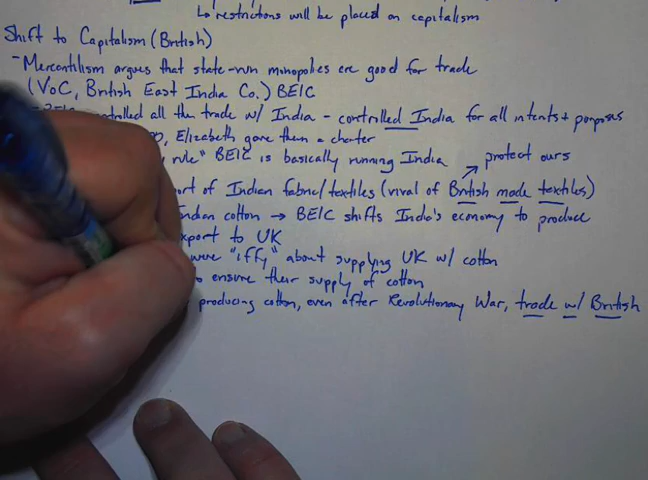 ↳ restrictions will be placed on capitalism
Shift to Capitalism (British)
- Mercantilism argues that state-run monopolies are good for trade
(VoC, British East India Co.) BEIC
controlled all the trade w/ India - controlled India for all intents + purposes
, Elizabeth gave them a charter
rule" BEIC is basically running India
protect ours
of Indian fabric/textiles (rival of British made textiles)
cotton → BEIC shifts India's economy to produce
export to UK
were "iffy" about supplying UK w/ cotton
to ensure their supply of cotton
producing cotton, even after Revolutionary War, trade w/ British